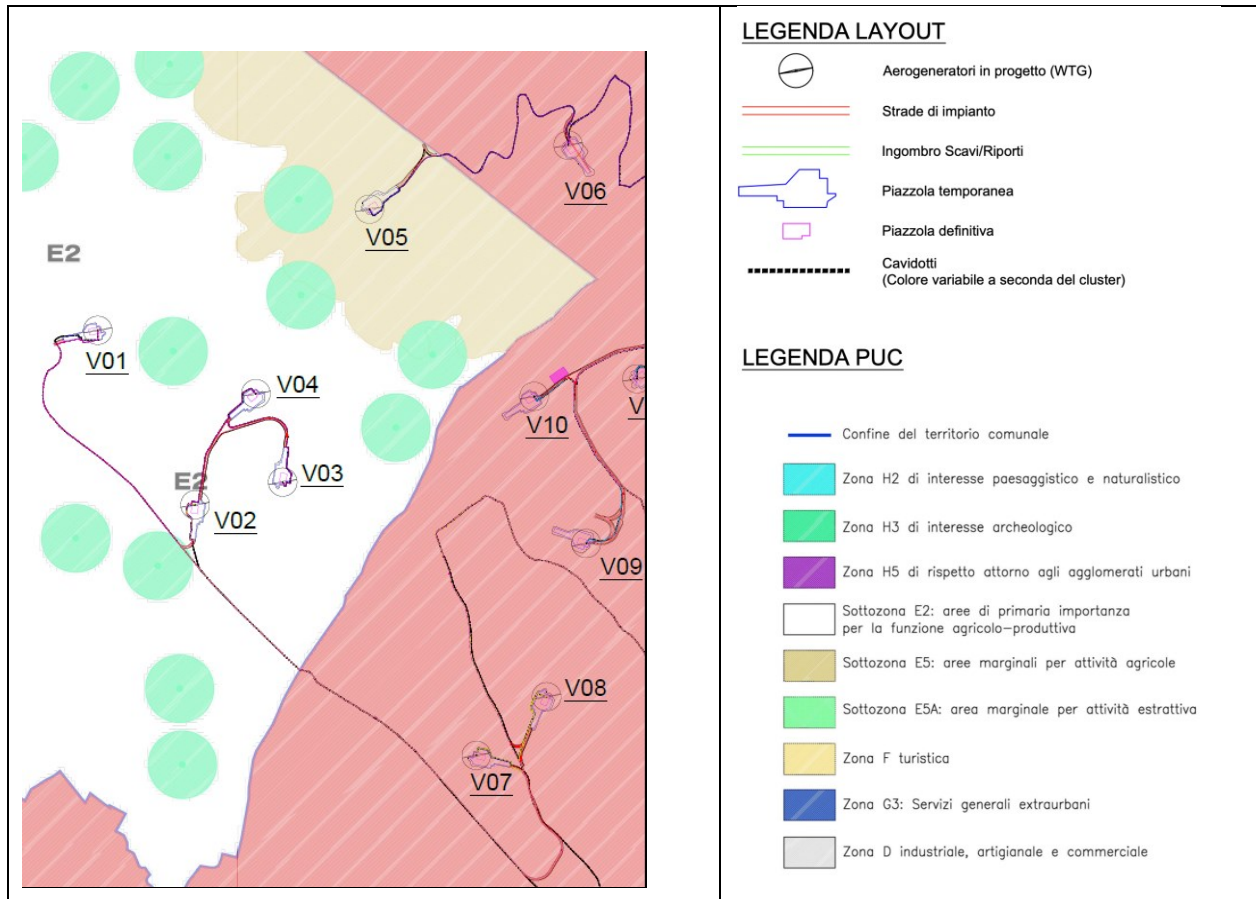 E2
V01
V04
V03
E2
V02
V05
V06
V10
V
V09
V08
V07
LEGENDA LAYOUT
Aerogeneratori in progetto (WTG)
Strade di impianto
Ingombro Scavi/Riporti
Piazzola temporanea
Piazzola definitiva
Cavidotti
(Colore variabile a seconda del cluster)
LEGENDA PUC
Confine del territorio comunale
Zona H2 di interesse paesaggistico e naturalistico
Zona H3 di interesse archeologico
Zona H5 di rispetto attorno agli agglomerati urbani
Sottozona E2: aree di primaria importanza
per la funzione agricolo-produttiva
Sottozona E5: aree marginali per attività agricole
Sottozona E5A: area marginale per attività estrattiva
Zona F turistica
Zona G3: Servizi generali extraurbani
Zona D industriale, artigianale e commerciale